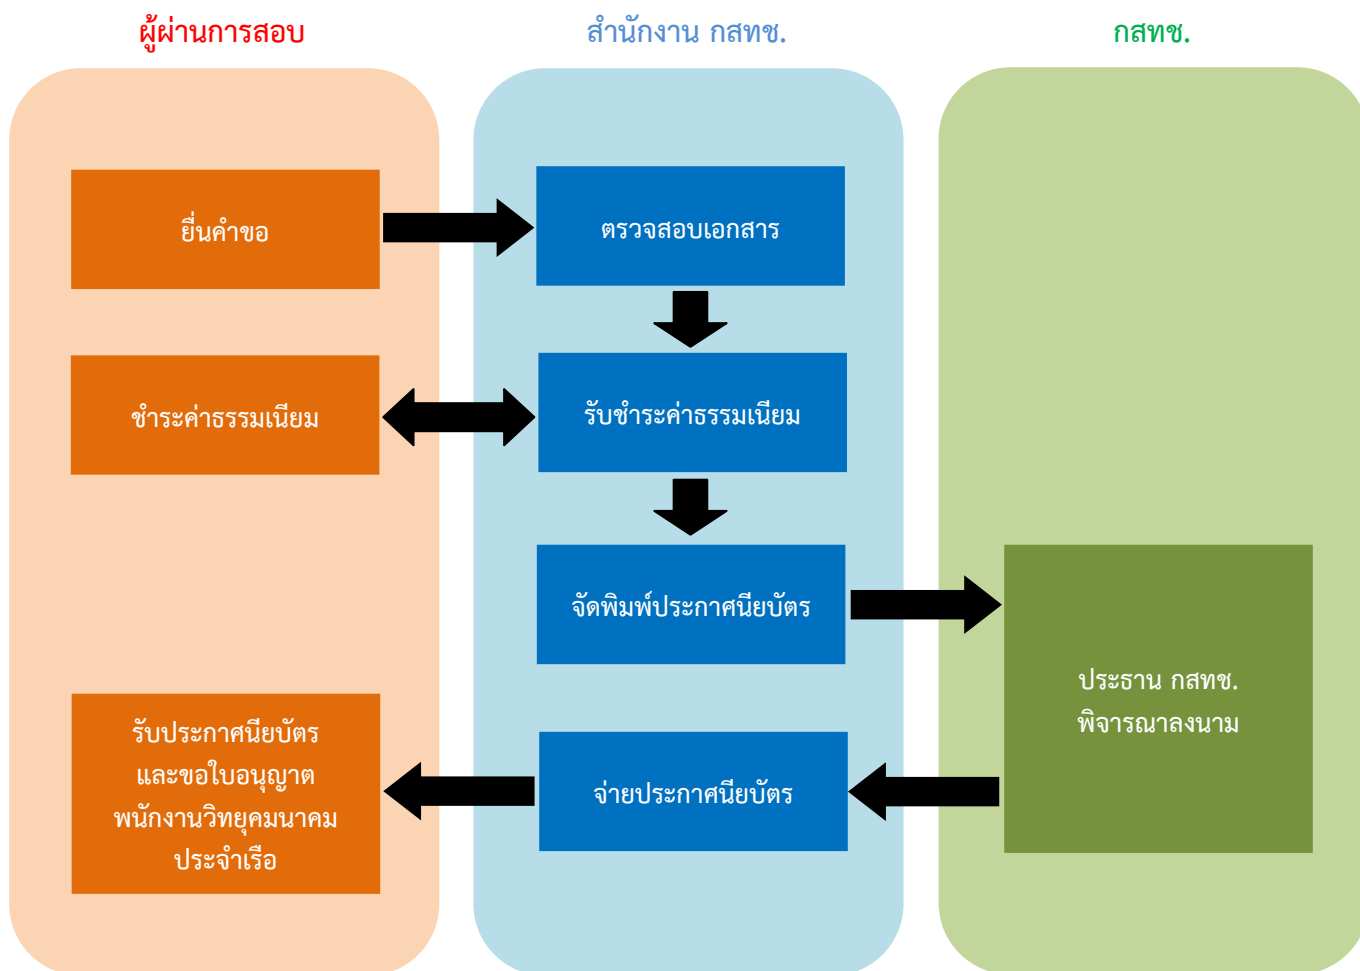 ผู้ผ่านการสอบ
สำนักงาน กสทช.
กสทช.
ยื่นคำขอ
ตรวจสอบเอกสาร
ชำระค่าธรรมเนียม
รับชำระค่าธรรมเนียม
จัดพิมพ์ประกาศนียบัตร
ประธาน กสทช.
พิจารณาลงนาม
จ่ายประกาศนียบัตร
รับประกาศนียบัตร
และขอใบอนุญาต
พนักงานวิทยุคมนาคม
ประจำเรือ